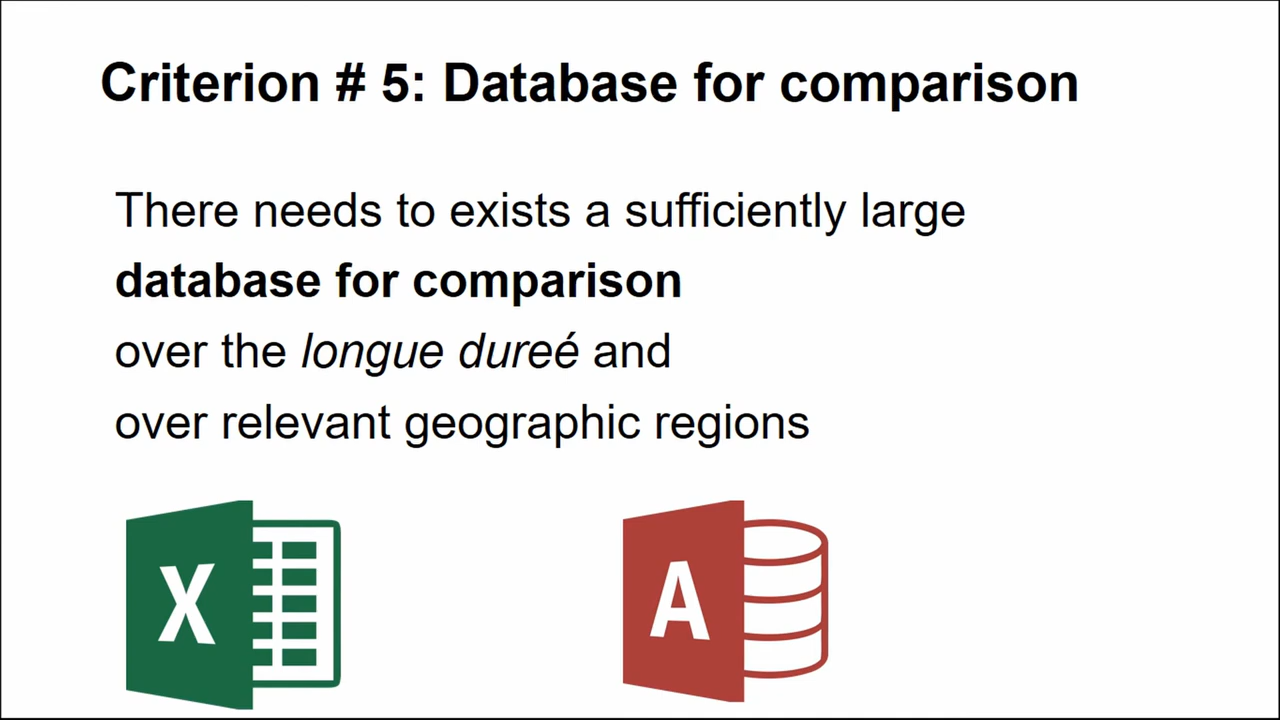 Criterion # 5: Database for comparison
There needs to exists a sufficiently large
database for comparison
over the longue dureé and
over relevant geographic regions
X
A